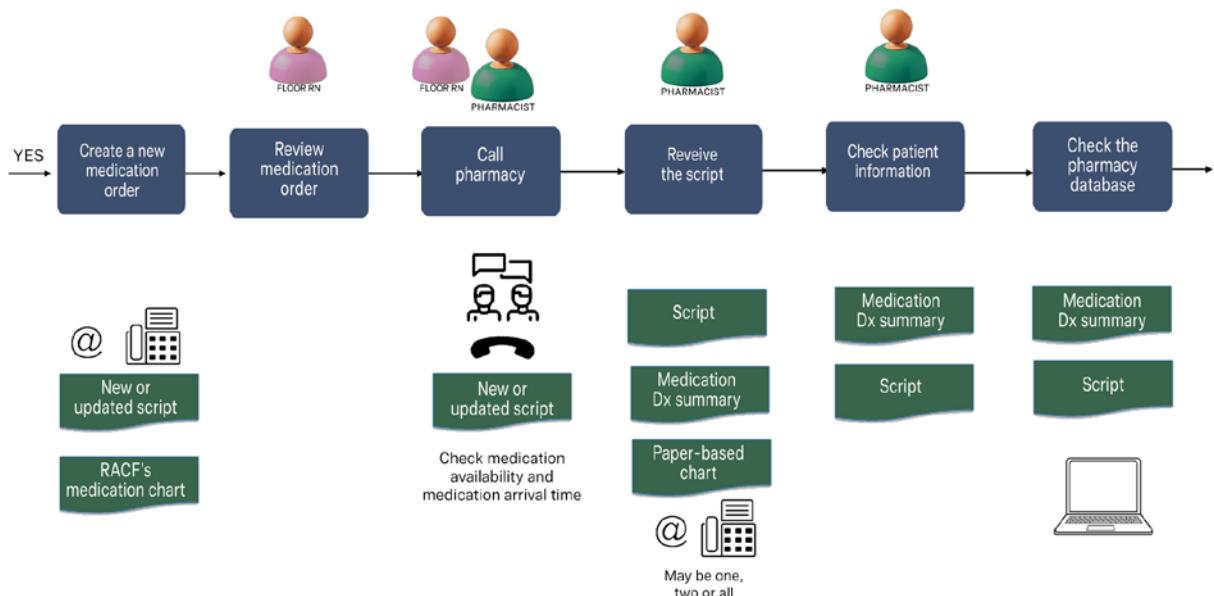 FLOOR RN
FLOOR RN
PHARMACIST
PHARMACIST
PHARMACIST
YES
Create a new
medication
order
Review
medication
order
Call
pharmacy
Reveive
the script
Check patient
information
Check the
pharmacy
database
@
New or
updated script
RACF's
medication chart
New or
updated script
Check medication
availability and
medication arrival time
Script
Medication
Dx summary
Paper-based
chart
@
May be one,
two or all
Medication
Dx summary
Script
Medication
Dx summary
Script